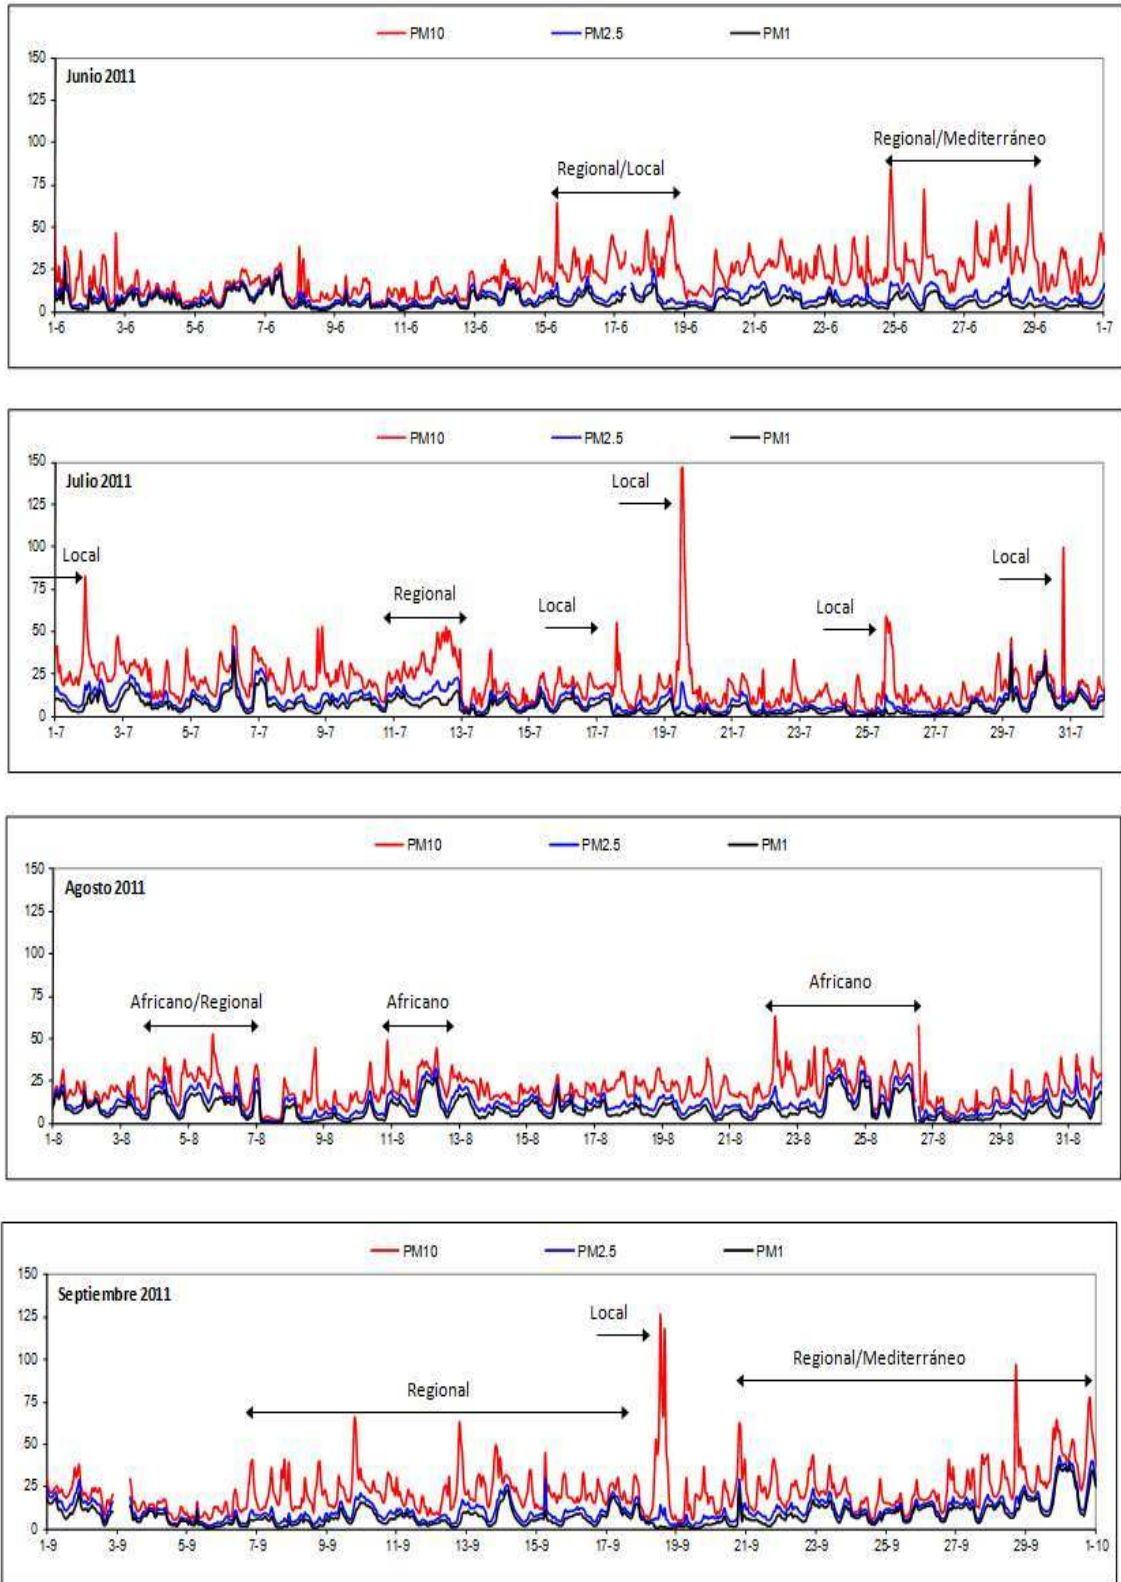 PM10 PM2.5 PM1
150
Junio 2011
125
100
Regional/Mediterráneo
75
Regional/Local
50
25
0
1-6 3-6 5-6 7-6 9-6 11-6 13-6 15-6 17-6 19-6 21-6 23-6 25-6 27-6 29-6 1-7
PM10 PM2.5 PM1
150
Julio 2011
Local
125
100
Local
Local
75
Regional
Local
Local
50
25
0
1-7 3-7 5-7 7-7 9-7 11-7 13-7 15-7 17-7 19-7 21-7 23-7 25-7 27-7 29-7 31-7
PM10 PM2.5 PM1
150
Agosto 2011
125
100
Africano
75
Africano/Regional
Africano
50
25
0
1-8 3-8 5-8 7-8 9-8 11-8 13-8 15-8 17-8 19-8 21-8 23-8 25-8 27-8 29-8 31-8
PM10 PM2.5 PM1
150
Septiembre 2011
125
Local
100
Regional/Mediterráneo
75
Regional
50
25
0
1-9 3-9 5-9 7-9 9-9 11-9 13-9 15-9 17-9 19-9 21-9 23-9 25-9 27-9 29-9 1-10